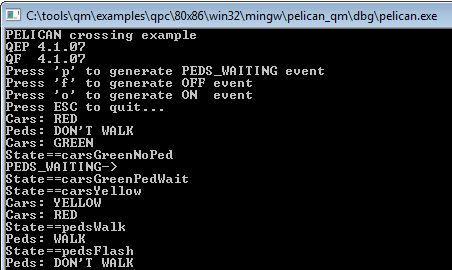 C:\tools\qm\examples\qpc\80x86\win32\mingw\pelican_qm\dbg\pelican.exe
PELICAN crossing example
QEP 4.1.07
QF  4.1.07
Press 'p' to generate PEDS_WAITING event
Press 'f' to generate OFF event
Press 'o' to generate ON  event
Press ESC to quit...
Cars: RED
Peds: DON'T WALK
Cars: GREEN
State==carsGreenNoPed
PEDS_WAITING->
State==carsGreenPedWait
State==carsYellow
Cars: YELLOW
Cars: RED
State==pedsWalk
Peds: WALK
State==pedsFlash
Peds: DON'T WALK